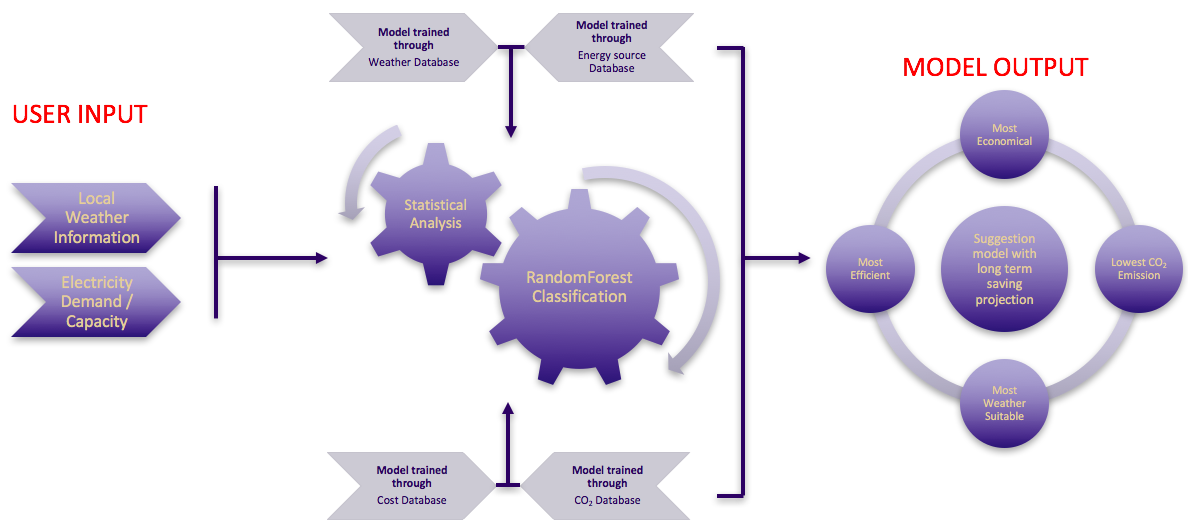 USER INPUT
Local
Weather
Information
Electricity
Demand /
Capacity
Model trained
through
Weather Database
Model trained
through
Energy source
Database
Statistical
Analysis
RandomForest
Classification
Model trained
through
Cost Database
Model trained
through
CO₂ Database
MODEL OUTPUT
Most
Economical
Most
Efficient
Suggestion
model with
long term
saving
projection
Lowest CO₂
Emission
Most
Weather
Suitable